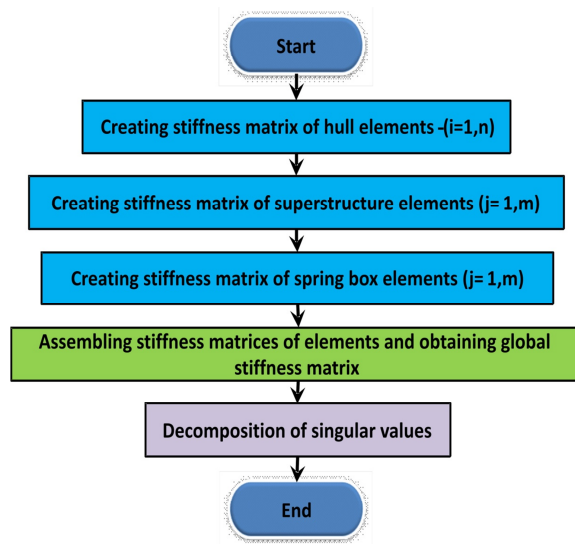 Start
Creating stiffness matrix of hull elements -(i=1,n)
Creating stiffness matrix of superstructure elements (j= 1,m)
Creating stiffness matrix of spring box elements (j= 1,m)
Assembling stiffness matrices of elements and obtaining global
stiffness matrix
Decomposition of singular values
End